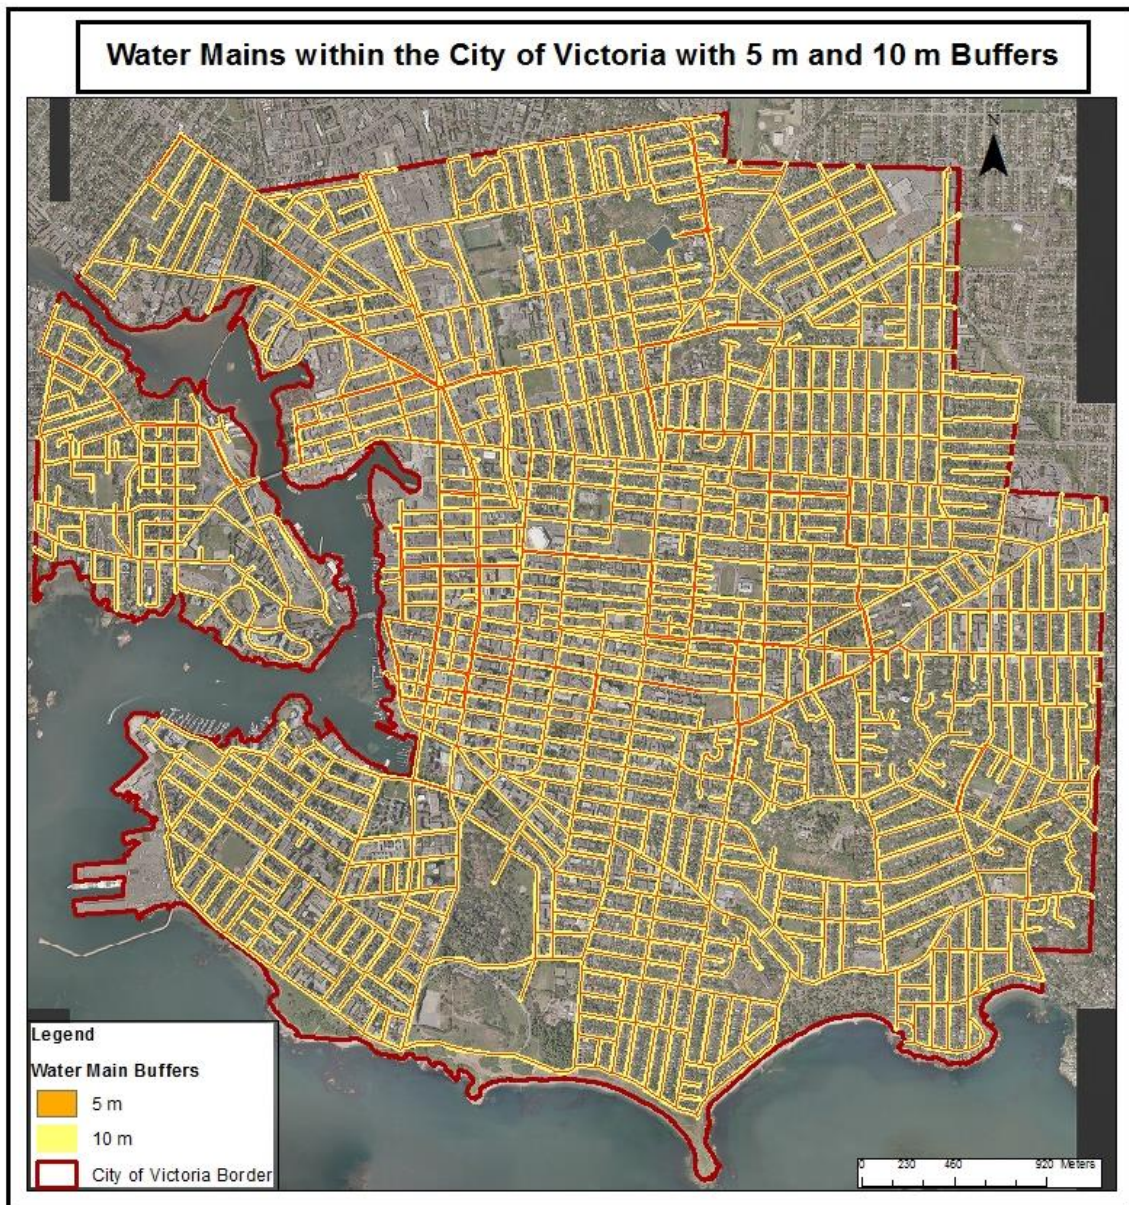 Water Mains within the City of Victoria with 5 m and 10 m Buffers
N
Legend
Water Main Buffers
5 m
10 m
City of Victoria Border
0 230 460 920 Meters